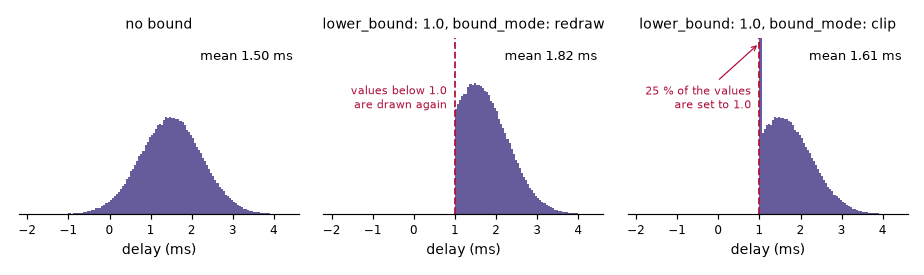 no bound
mean 1.50 ms
−2 −1 0 1 2 3 4
delay (ms)
lower_bound: 1.0, bound_mode: redraw
mean 1.82 ms
values below 1.0
are drawn again
−2 −1 0 1 2 3 4
delay (ms)
lower_bound: 1.0, bound_mode: clip
mean 1.61 ms
25 % of the values
are set to 1.0
−2 −1 0 1 2 3 4
delay (ms)